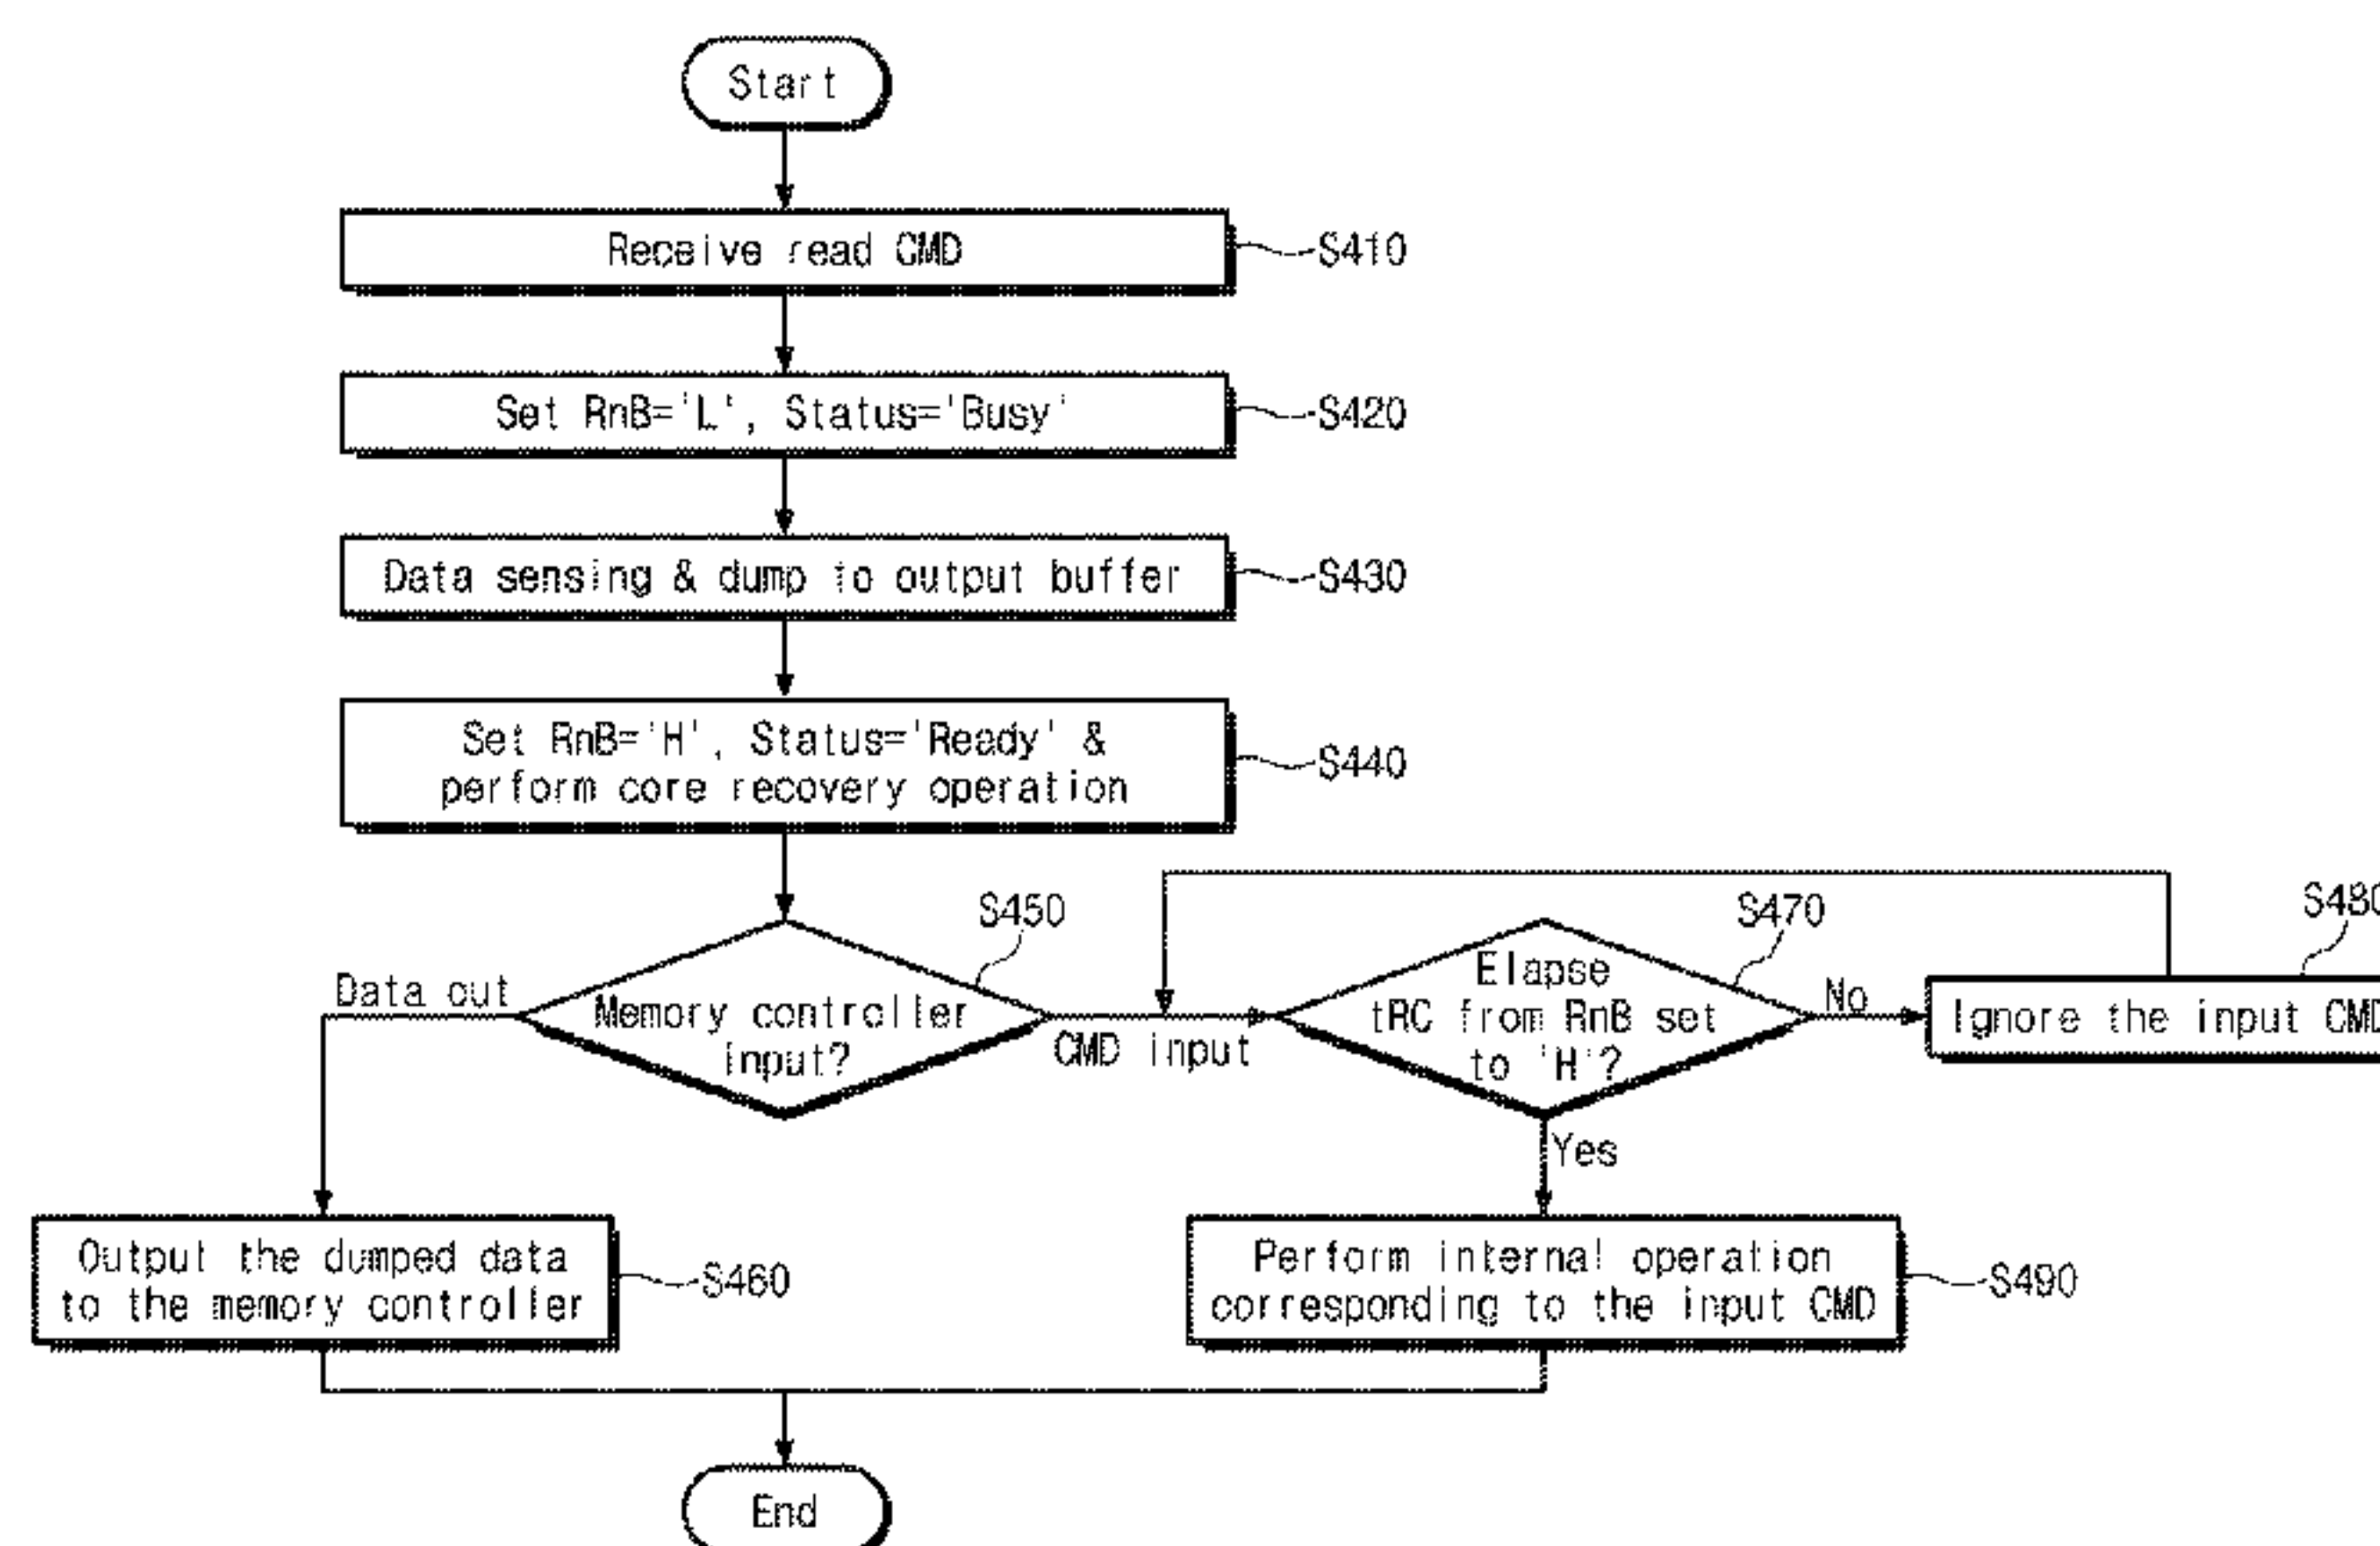 Start
Receive read CMD
S410
Set RnB='L', Status='Busy'
S420
Data sensing & dump to output buffer
S430
Set RnB='H', Status='Ready' &
perform core recovery operation
S440
S450
S470
S480
Data out
Memory controller
input?
CMD input
Elapse
tRC from RnB set
to 'H'?
No
Ignore the input CMD
Yes
Output the dumped data
to the memory controller
S460
Perform internal operation
corresponding to the input CMD
S490
End